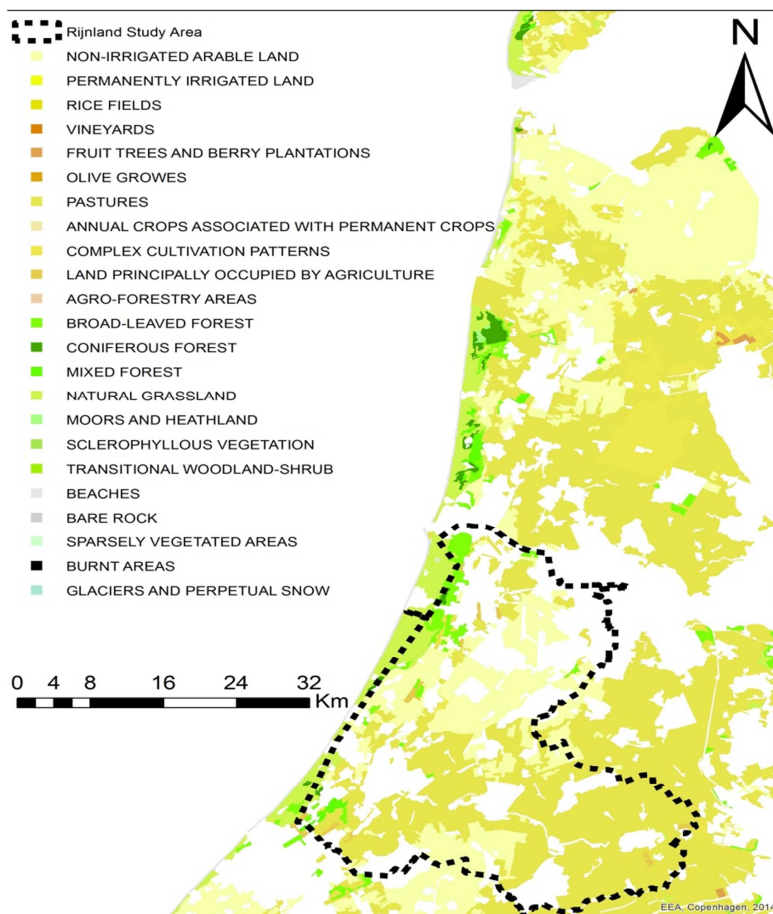 Rijnland Study Area
NON-IRRIGATED ARABLE LAND
PERMANENTLY IRRIGATED LAND
RICE FIELDS
VINEYARDS
FRUIT TREES AND BERRY PLANTATIONS
OLIVE GROWES
PASTURES
ANNUAL CROPS ASSOCIATED WITH PERMANENT CROPS
COMPLEX CULTIVATION PATTERNS
LAND PRINCIPALLY OCCUPIED BY AGRICULTURE
AGRO-FORESTRY AREAS
BROAD-LEAVED FOREST
CONIFEROUS FOREST
MIXED FOREST
NATURAL GRASSLAND
MOORS AND HEATHLAND
SCLEROPHYLLOUS VEGETATION
TRANSITIONAL WOODLAND-SHRUB
BEACHES
BARE ROCK
SPARSELY VEGETATED AREAS
BURNT AREAS
GLACIERS AND PERPETUAL SNOW
N
0 4 8 16 24 32
Km
EEA, Copenhagen, 2014